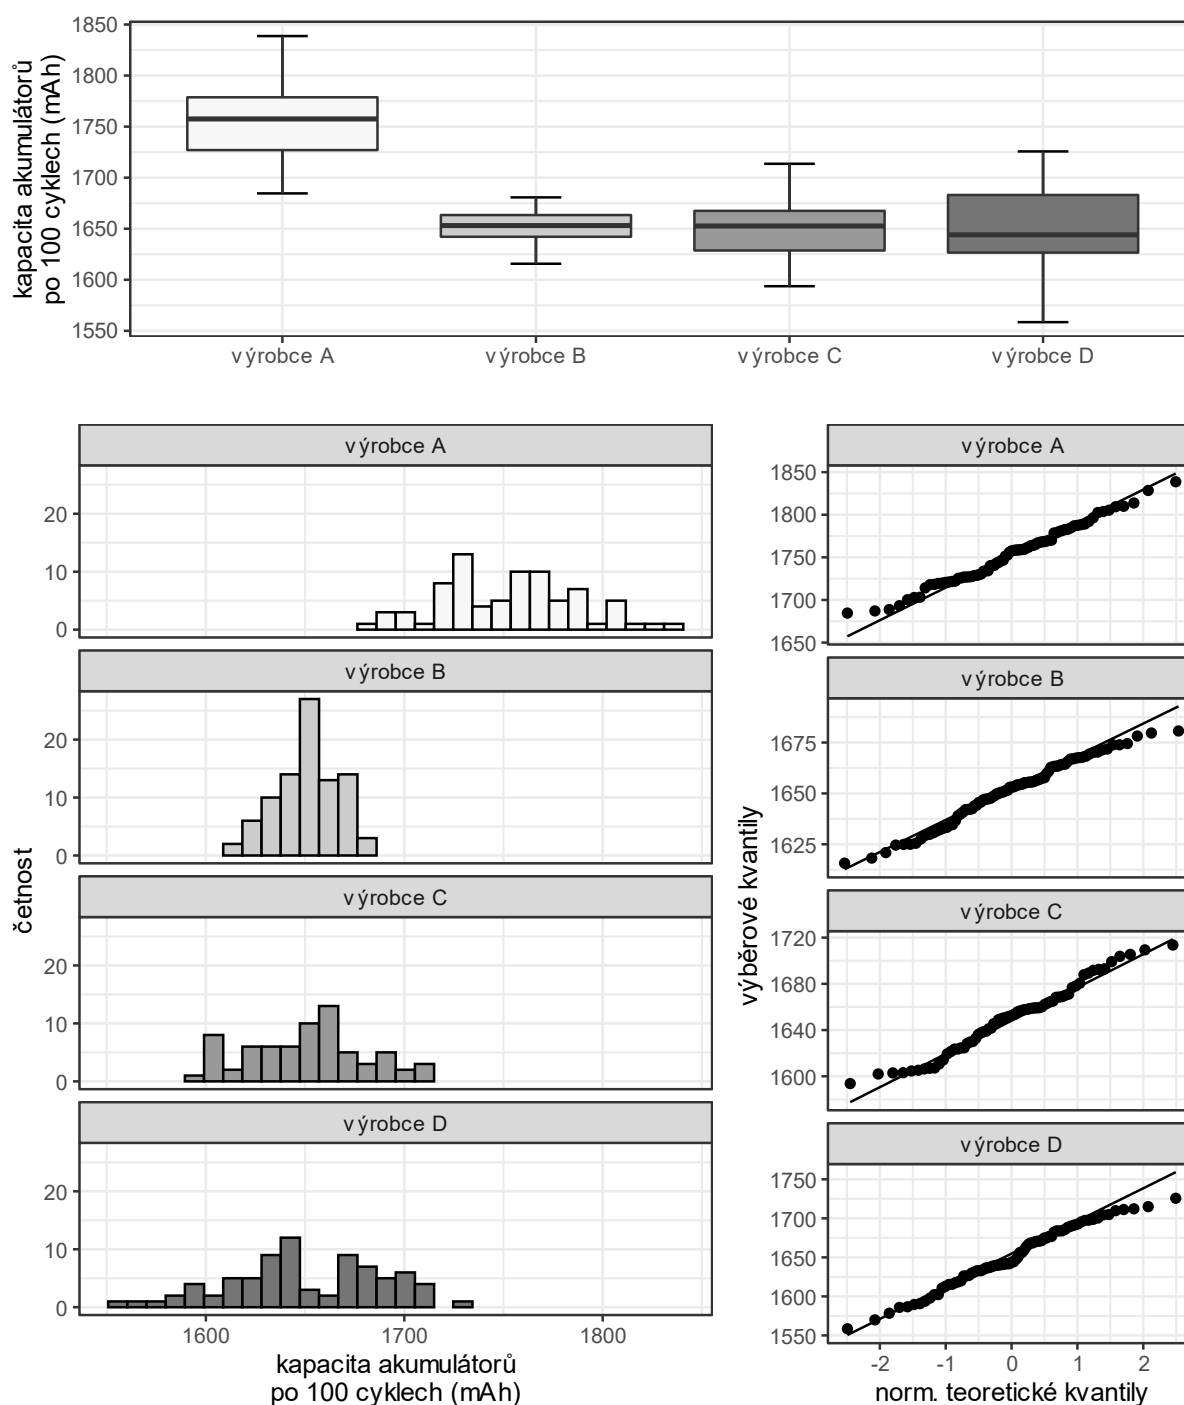 kapacita akumulátorů
po 100 cyklech (mAh)
1850
1800
1750
1700
1650
1600
1550
výrobce A
výrobce B
výrobce C
výrobce D
četnost
výrobce A
20
10
0
výrobce B
20
10
0
výrobce C
20
10
0
výrobce D
20
10
0
1600
1700
1800
kapacita akumulátorů
po 100 cyklech (mAh)
výběrové kvantily
výrobce A
1850
1800
1750
1700
1650
výrobce B
1675
1650
1625
výrobce C
1720
1680
1640
1600
výrobce D
1750
1700
1650
1600
1550
-2
-1
0
1
2
norm. teoretické kvantily